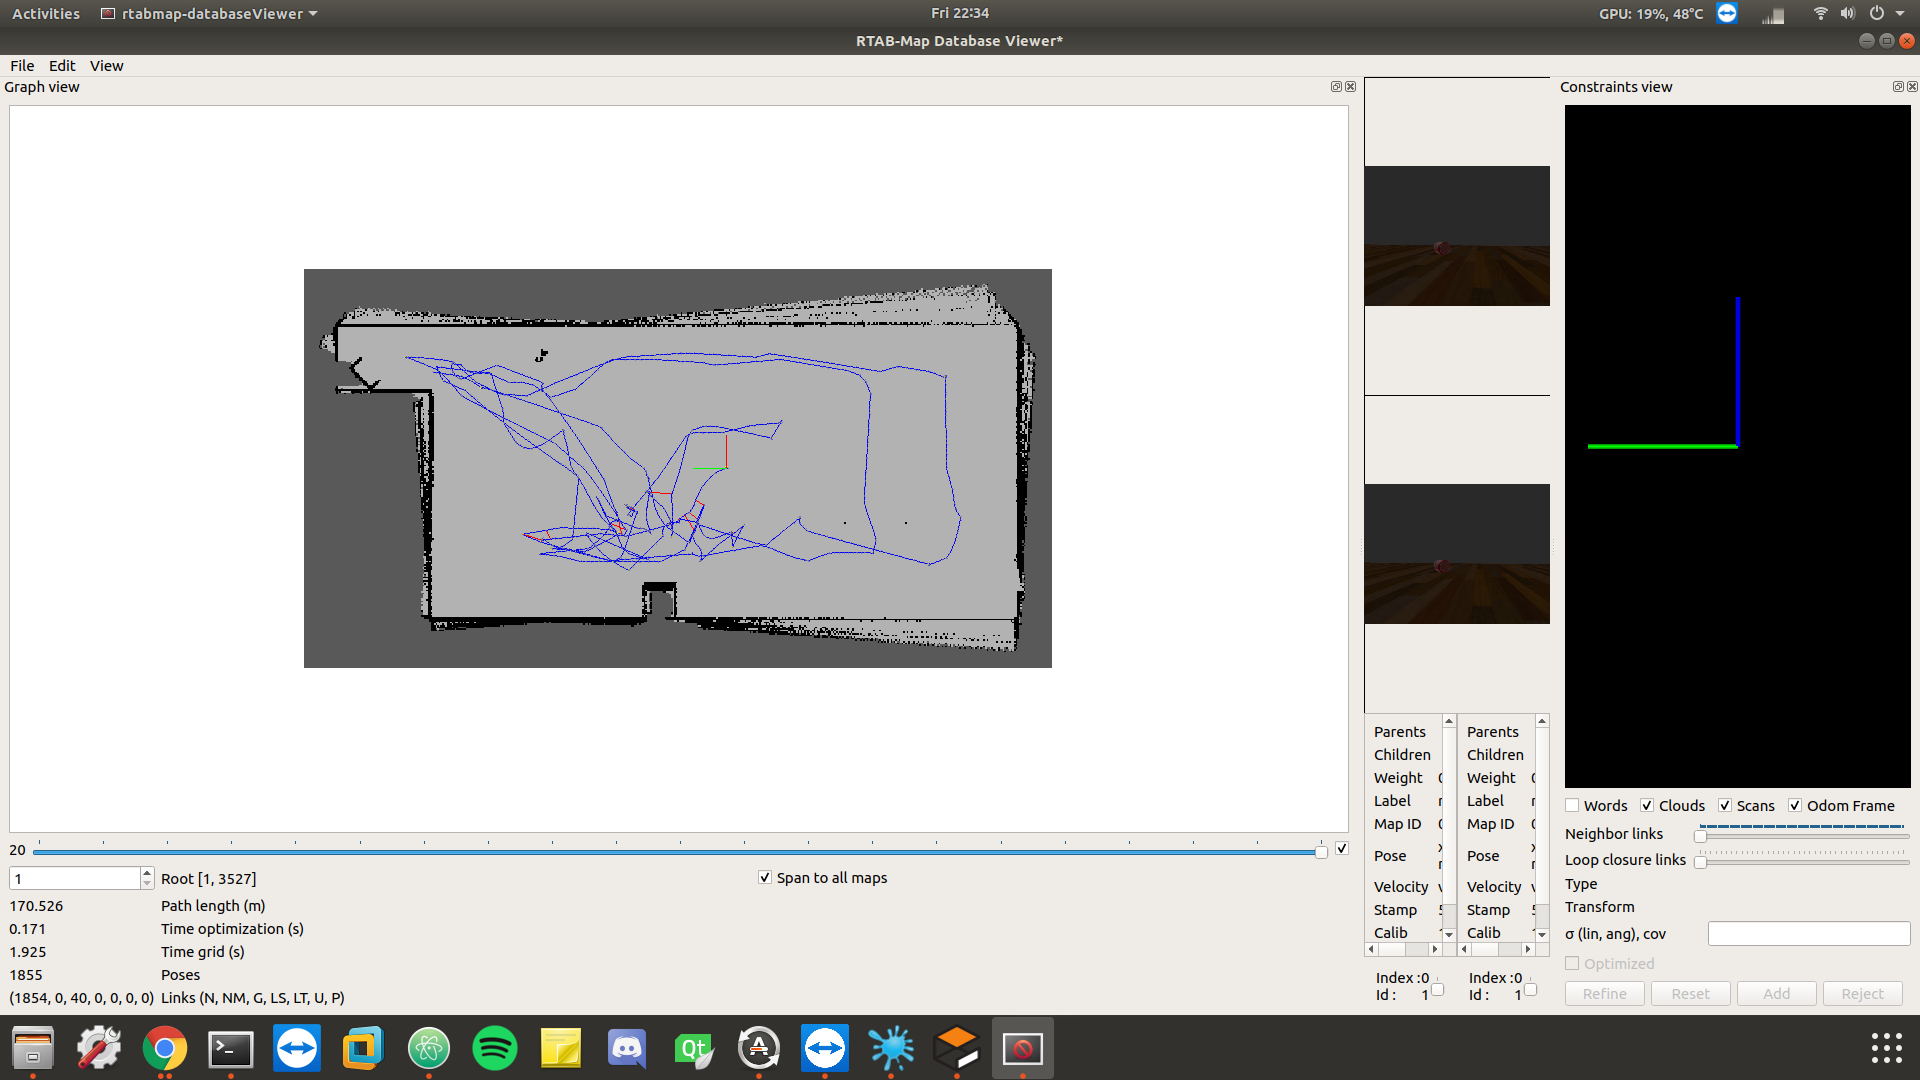 Activities
rtabmap-databaseViewer
Fri 22:34
GPU: 19%, 48°C
RTAB-Map Database Viewer*
File Edit View
Graph view
Constraints view
20
1
Root [1, 3527]
Span to all maps
170.526 Path length (m)
0.171 Time optimization (s)
1.925 Time grid (s)
1855 Poses
(1854, 0, 40, 0, 0, 0, 0) Links (N, NM, G, LS, LT, U, P)
Parents
Children
Weight
Label
Map ID
Pose
Velocity
Stamp
Calib
Index :0
Id : 1
Parents
Children
Weight
Label
Map ID
Pose
Velocity
Stamp
Calib
Index :0
Id : 1
Words Clouds Scans Odom Frame
Neighbor links
Loop closure links
Type
Transform
σ (lin, ang), cov
Optimized
Refine Reset Add Reject
Qt
A